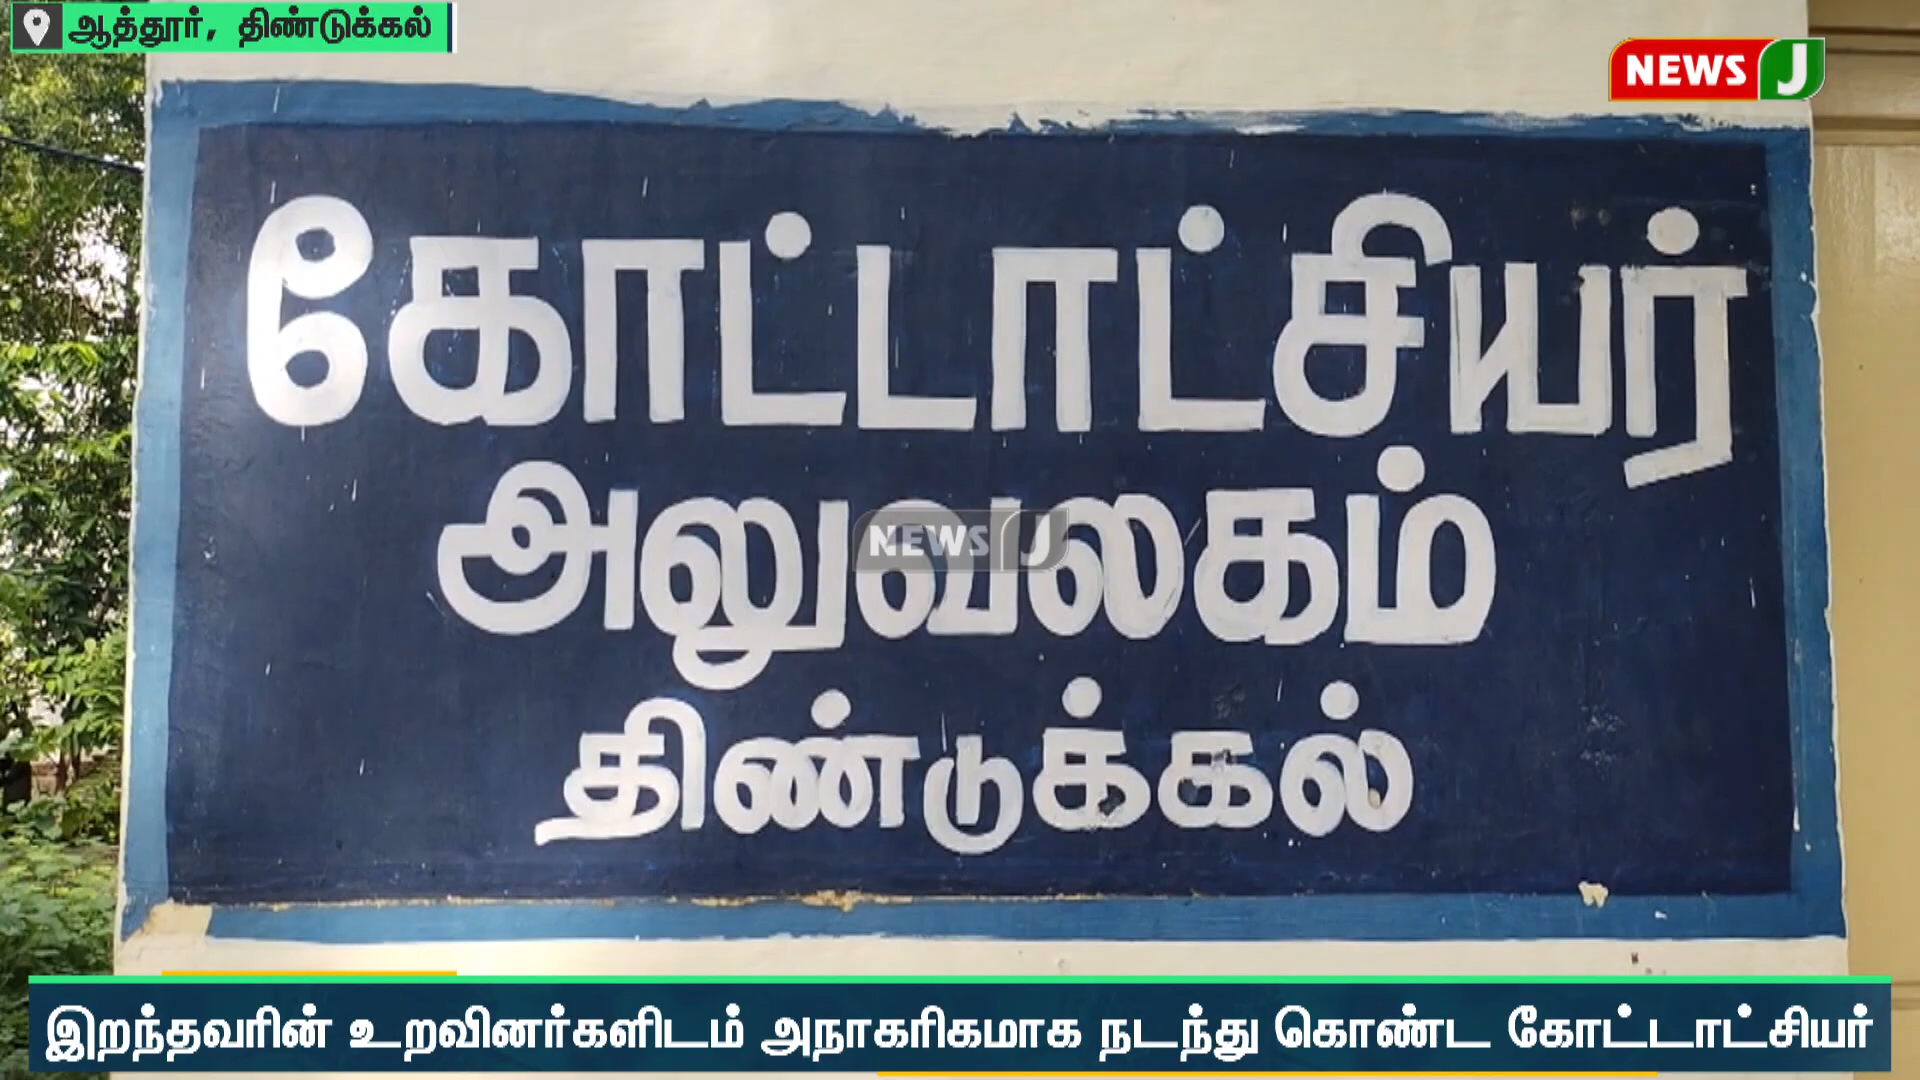 ஆத்தூர், திண்டுக்கல்
NEWS J
கோட்டாட்சியர்
அலுவலகம்
NEWS J
திண்டுக்கல்
இறந்தவரின் உறவினர்களிடம் அநாகரிகமாக நடந்து கொண்ட கோட்டாட்சியர்